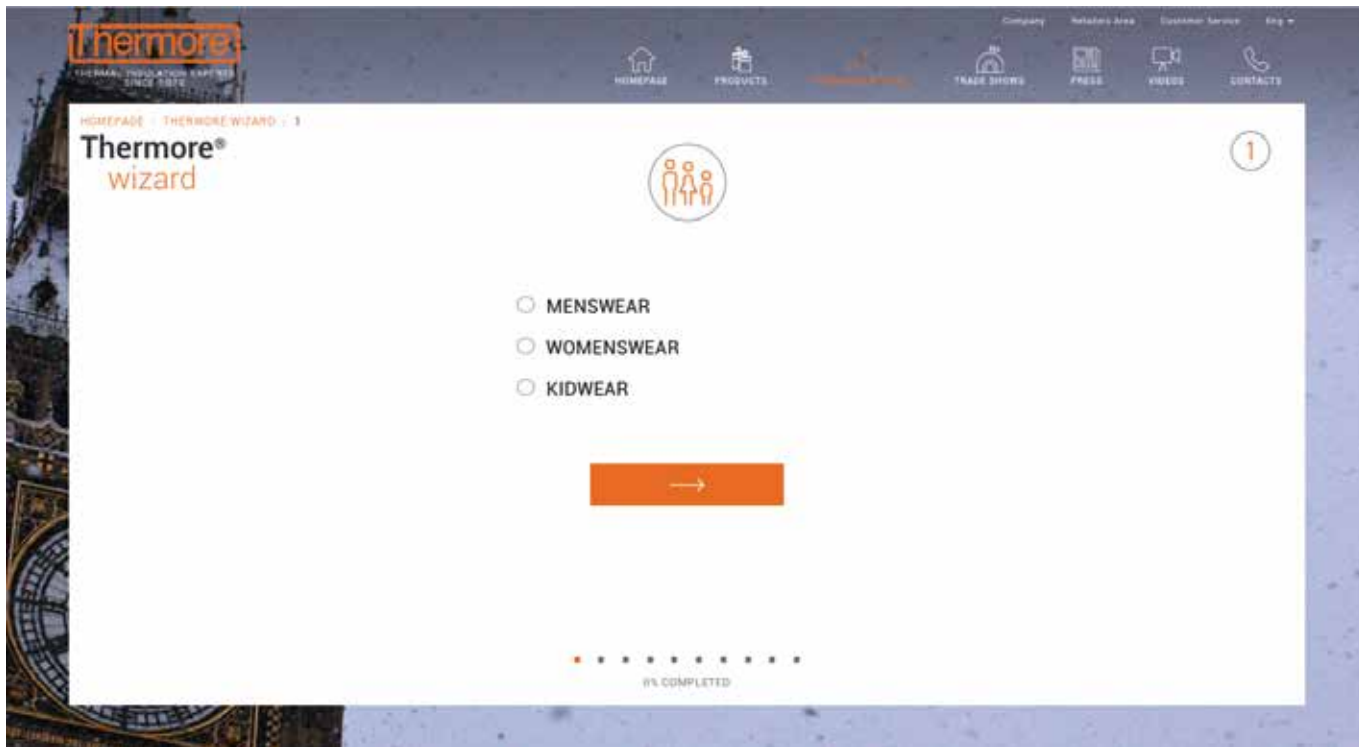 Company Retailers Area Customer Service Eng
Thermore
THERMAL INSULATION EXPERTS
SINCE 1972
HOMEPAGE PRODUCTS TRADE SHOWS PRESS VIDEOS CONTACTS
HOMEPAGE THERMORE WIZARD 1
Thermore®
wizard
1
MENSWEAR
WOMENSWEAR
KIDWEAR
0% COMPLETED